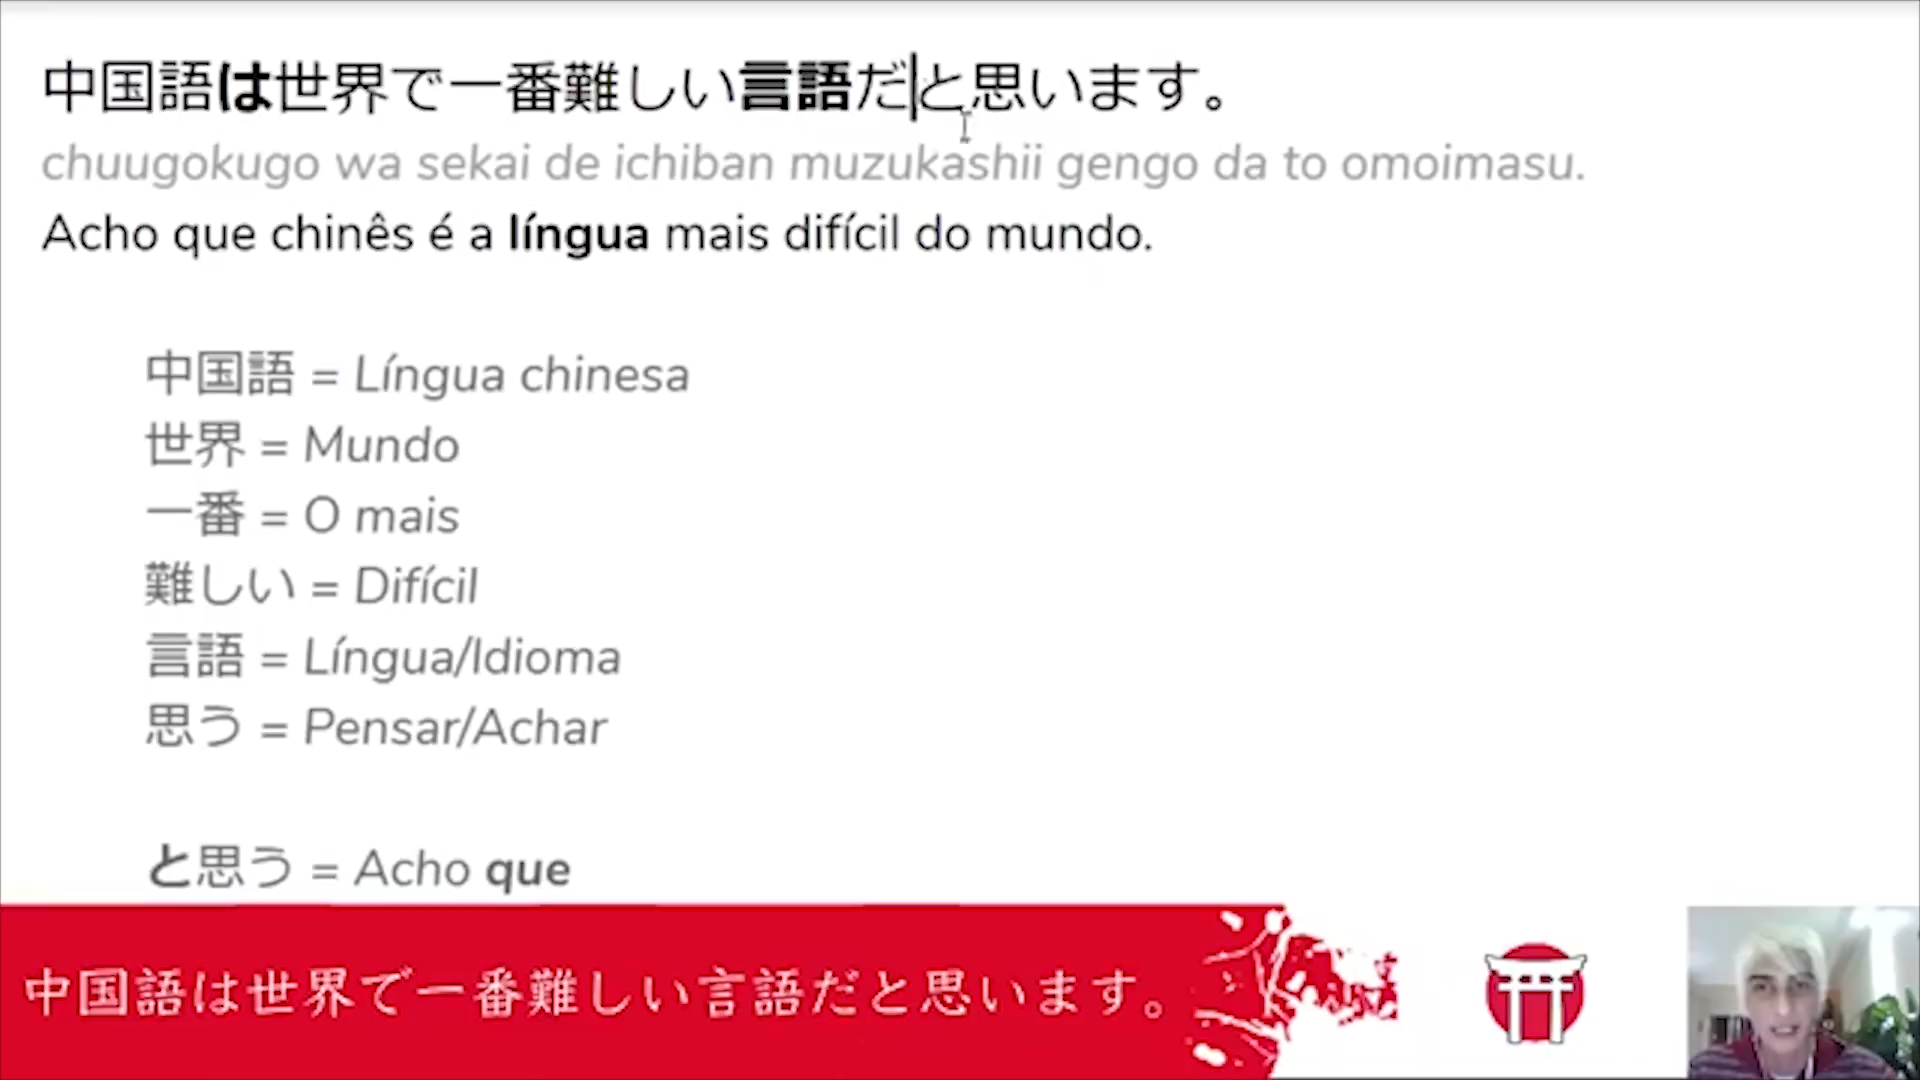 中国語は世界で一番難しい言語だと思います。
chuugokugo wa sekai de ichiban muzukashii gengo da to omoimasu.
Acho que chinês é a língua mais difícil do mundo.
中国語 = Língua chinesa
世界 = Mundo
一番 = O mais
難しい = Difícil
言語 = Língua/Idioma
思う = Pensar/Achar
と思う = Acho que
中国語は世界で一番難しい言語だと思います。